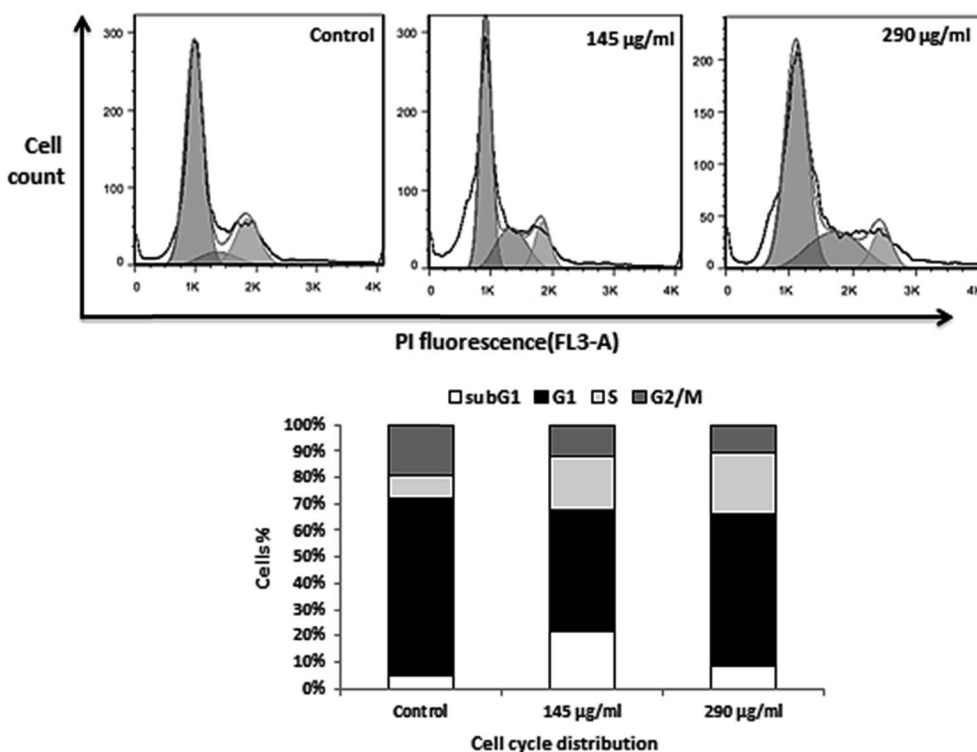 Control
145 µg/ml
290 µg/ml
300
200
100
0
300
200
100
0
200
150
100
50
0
Cell
count
0 1K 2K 3K 4K
0 1K 2K 3K 4K
0 1K 2K 3K 4K
PI fluorescence(FL3-A)
subG1 G1 S G2/M
100%
90%
80%
70%
60%
50%
40%
30%
20%
10%
0%
Cells%
Control 145 µg/ml 290 µg/ml
Cell cycle distribution